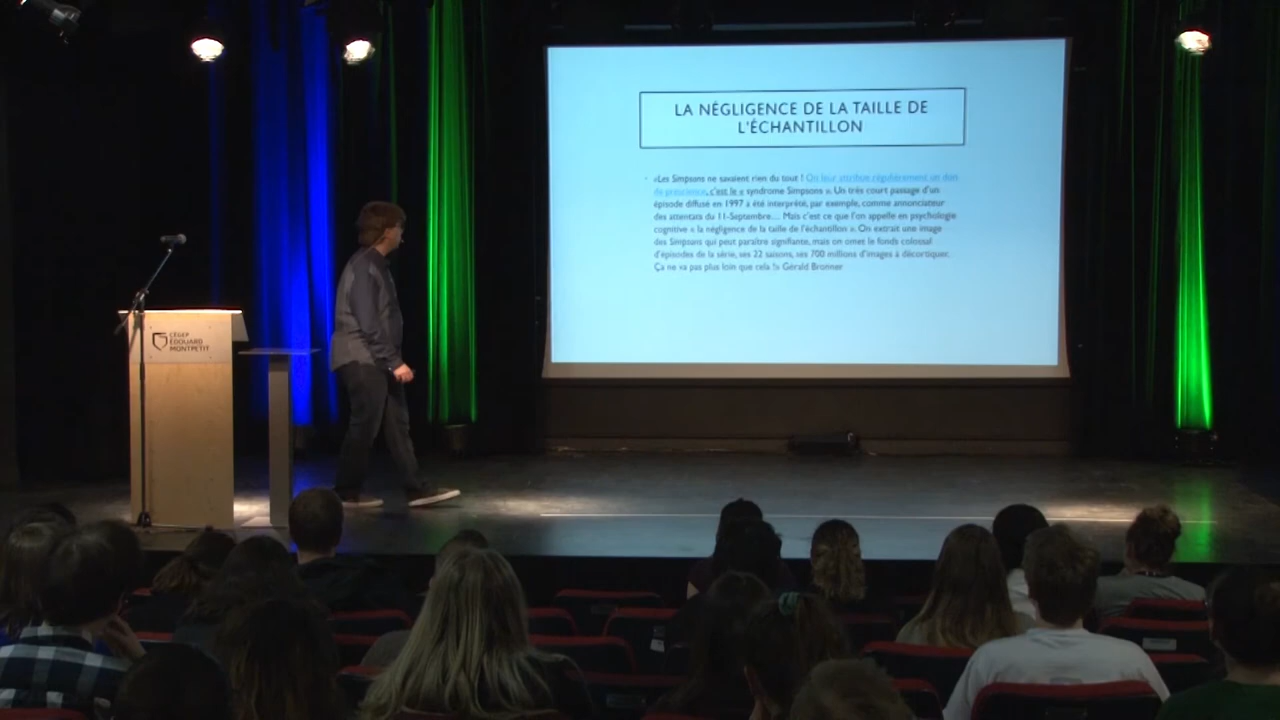 LA NÉGLIGENCE DE LA TAILLE DE
L'ÉCHANTILLON
• «Les Simpsons ne savaient rien du tout ! On leur attribue régulièrement un don
de prescience, c'est le « syndrome Simpsons ». Un très court passage d'un
épisode diffusé en 1997 a été interprété, par exemple, comme annonciateur
des attentats du 11-Septembre… Mais c'est ce que l'on appelle en psychologie
cognitive « la négligence de la taille de l'échantillon ». On extrait une image
des Simpsons qui peut paraître signifiante, mais on omet le fonds colossal
d'épisodes de la série, ses 22 saisons, ses 700 millions d'images à décortiquer.
Ça ne va pas plus loin que cela !» Gérald Bronner
CÉGEP
ÉDOUARD
MONTPETIT